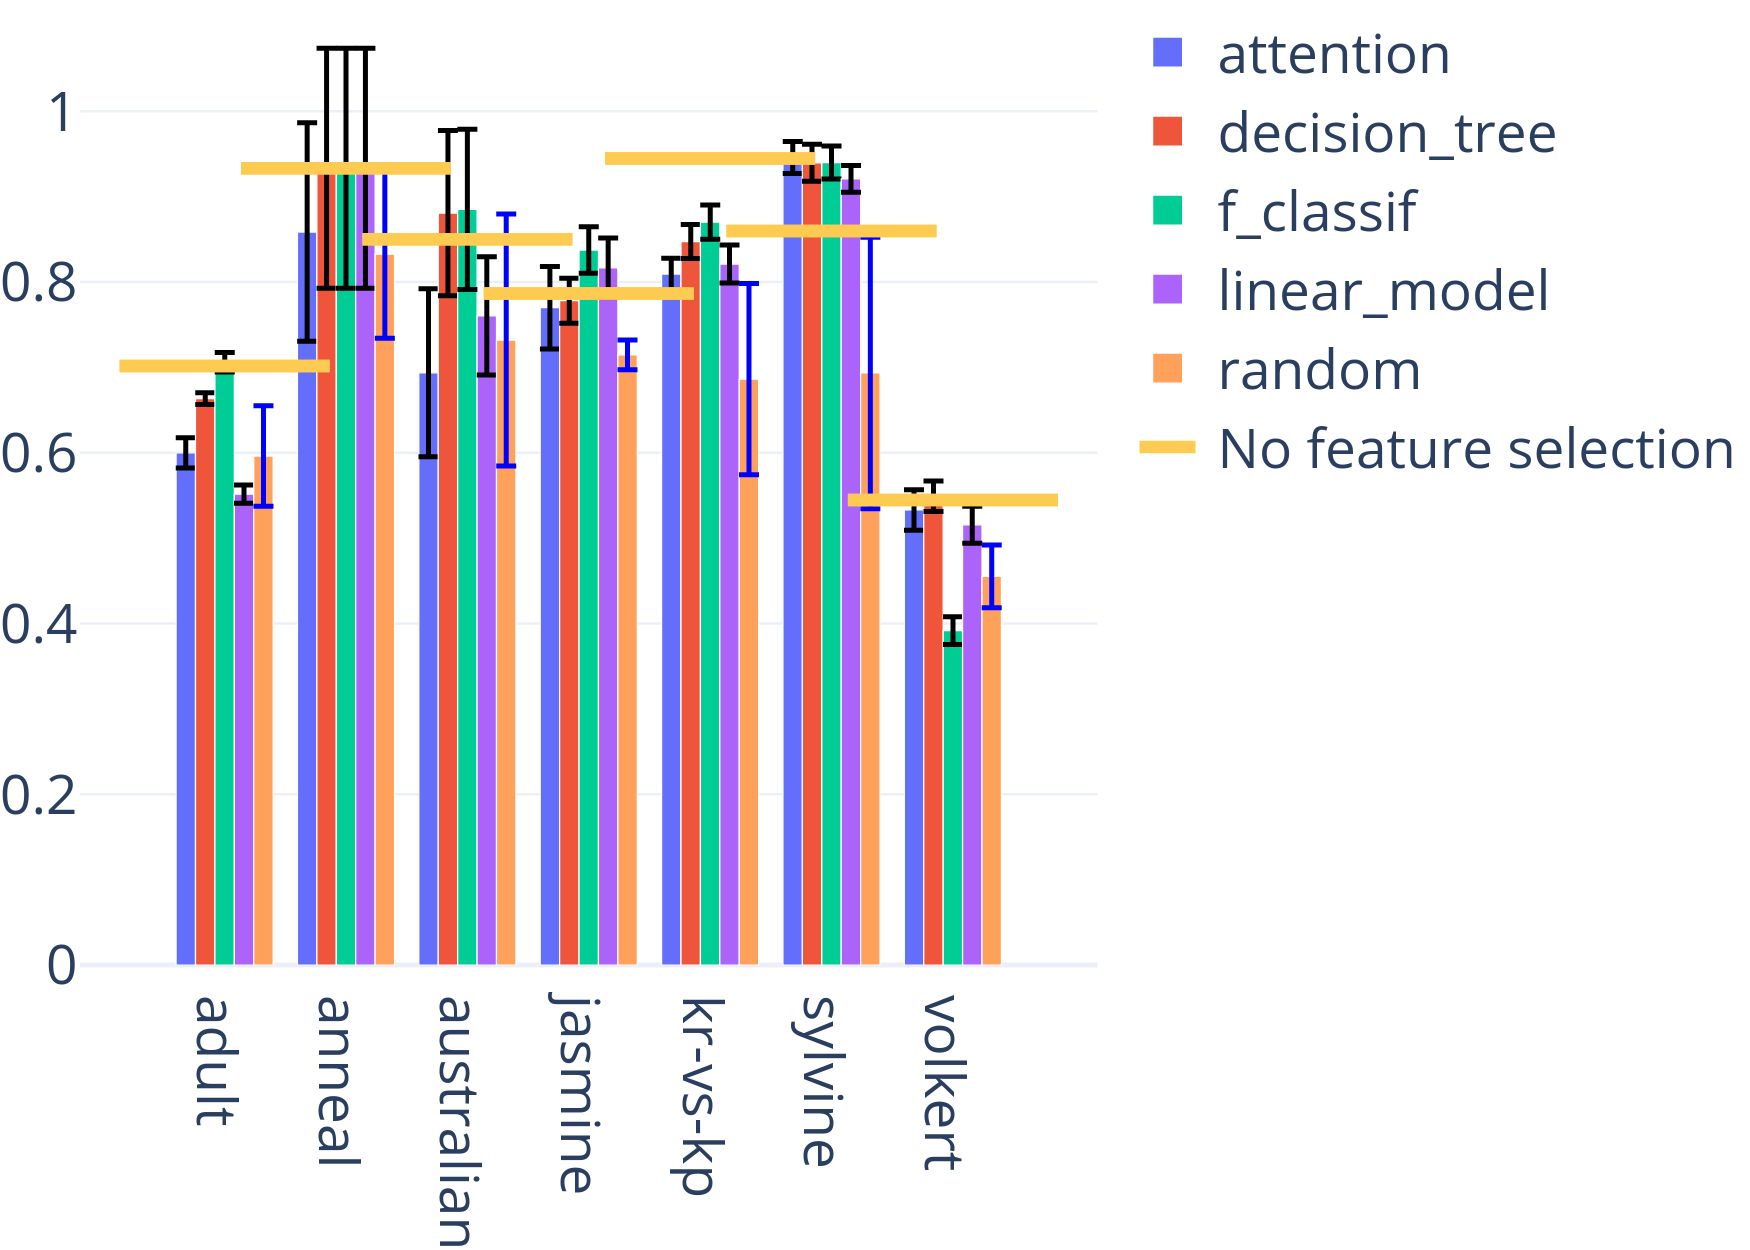 1
0.8
0.6
0.4
0.2
0
adult
anneal
australian
jasmine
kr-vs-kp
sylvine
volkert
attention
decision_tree
f_classif
linear_model
random
No feature selection